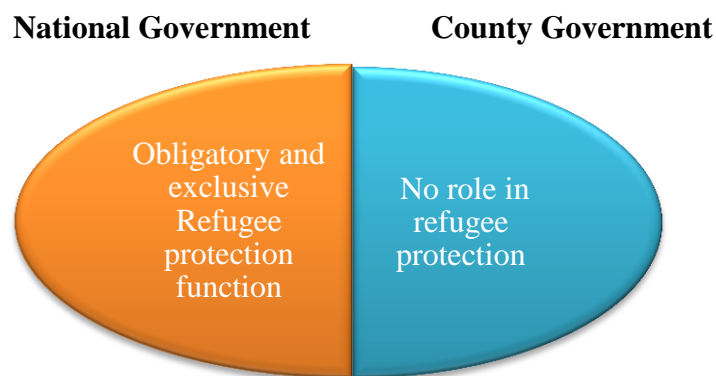 National Government
County Government
Obligatory and
exclusive
Refugee
protection
function
No role in
refugee
protection